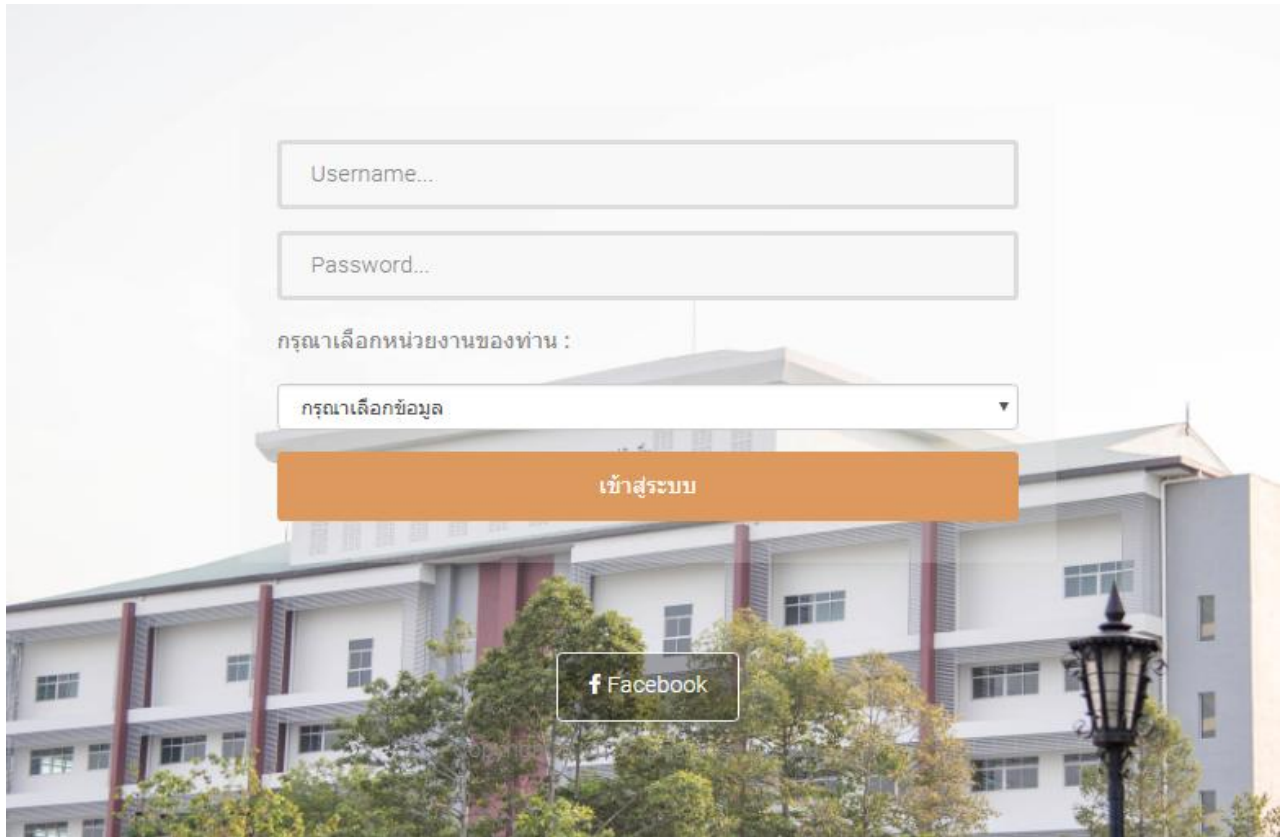 Username...
Password...
กรุณาเลือกหน่วยงานของท่าน :
กรุณาเลือกข้อมูล
เข้าสู่ระบบ
Facebook